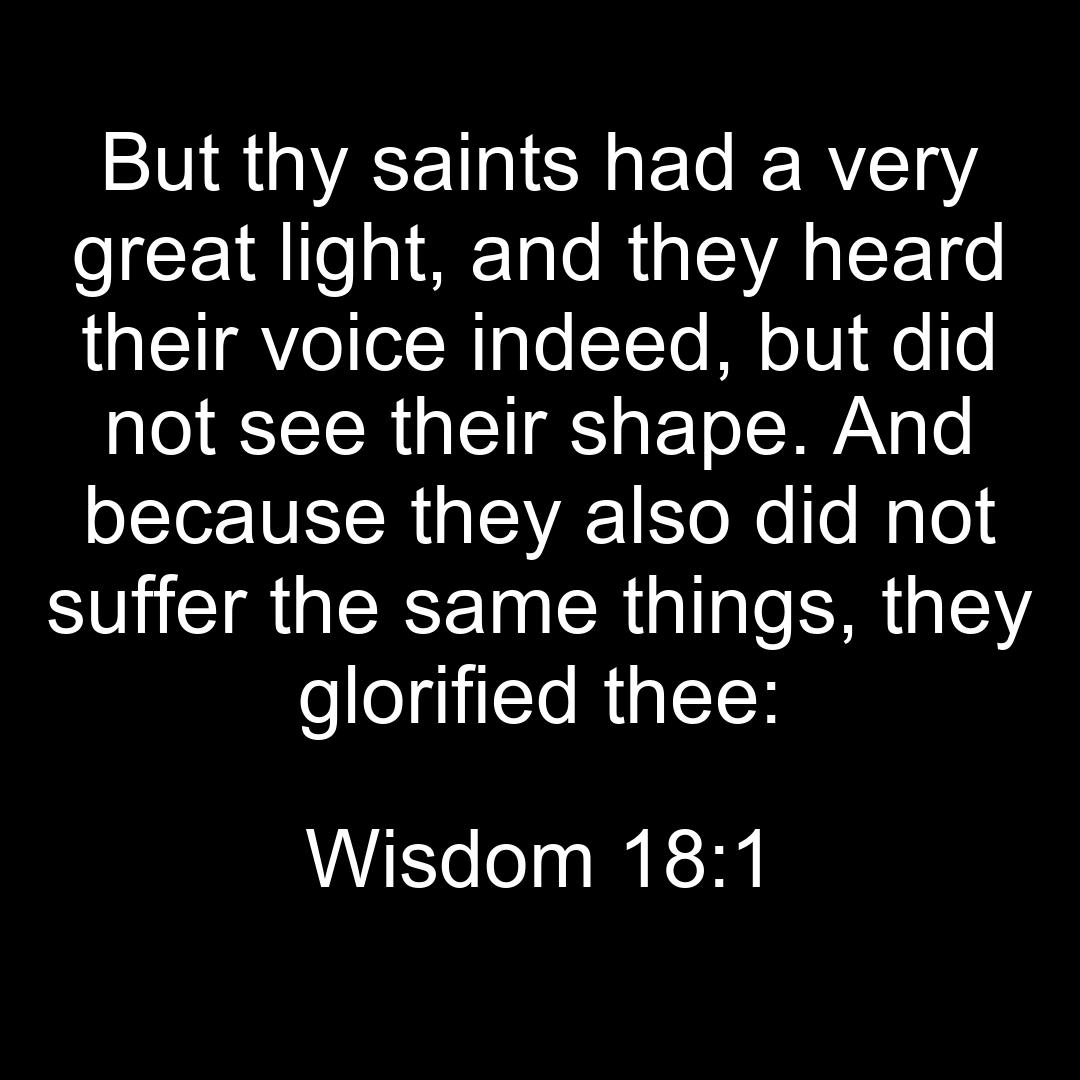 But thy saints had a very
great light, and they heard
their voice indeed, but did
not see their shape. And
because they also did not
suffer the same things, they
glorified thee:
Wisdom 18:1